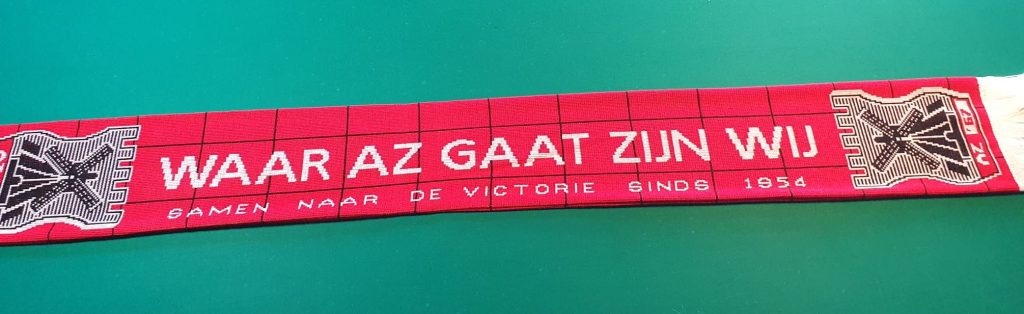 WAAR AZ GAAT ZIJN WIJ
SAMEN NAAR DE VICTORIE SINDS 1954